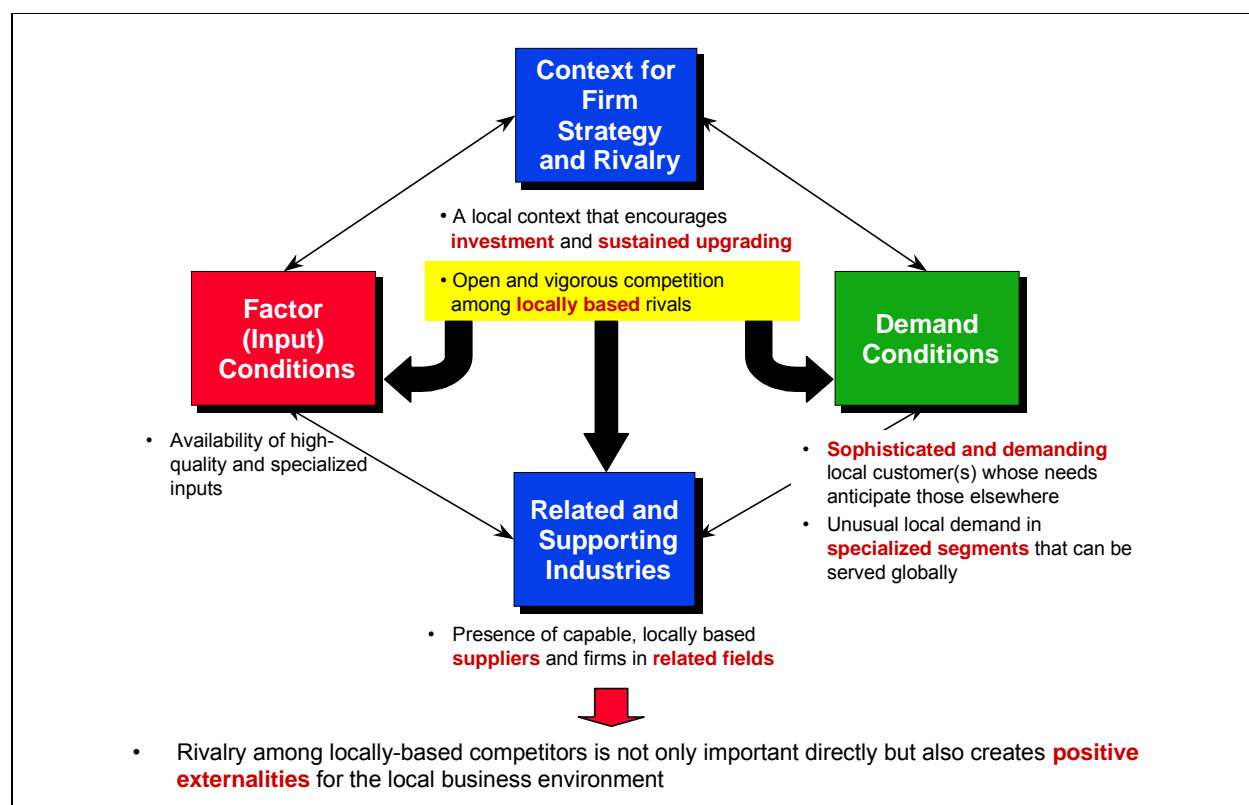 Context for
Firm
Strategy
and Rivalry
• A local context that encourages
investment and sustained upgrading
• Open and vigorous competition
among locally based rivals
Factor
(Input)
Conditions
Demand
Conditions
• Availability of high-
quality and specialized
inputs
• Sophisticated and demanding
local customer(s) whose needs
anticipate those elsewhere
• Unusual local demand in
specialized segments that can be
served globally
Related and
Supporting
Industries
• Presence of capable, locally based
suppliers and firms in related fields
• Rivalry among locally-based competitors is not only important directly but also creates positive
externalities for the local business environment